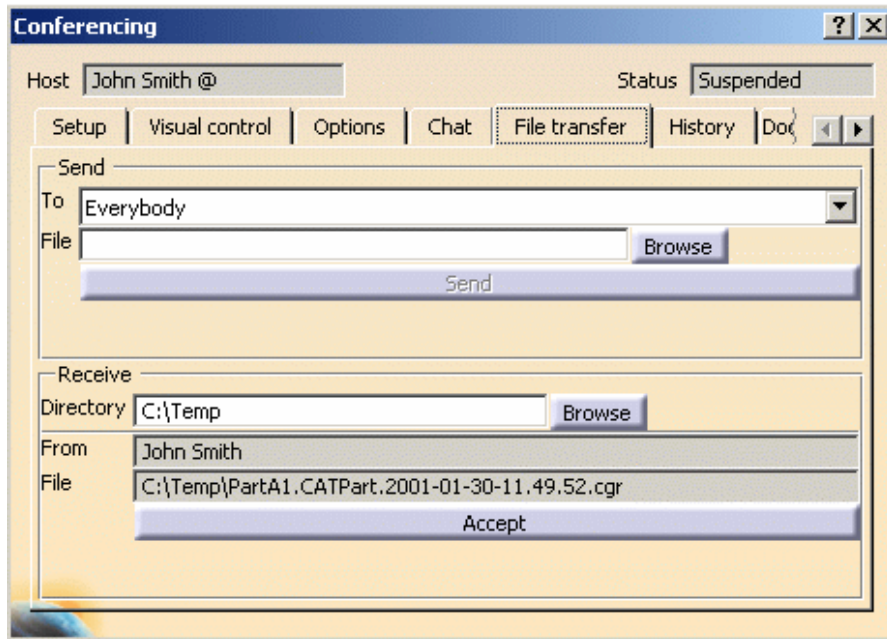 Conferencing
Host John Smith @ Status Suspended
Setup Visual control Options Chat File transfer History
Send
To Everybody
File Browse
Send
Receive
Directory C:\Temp Browse
From John Smith
File C:\Temp\PartA1.CATPart.2001-01-30-11.49.52.cgr
Accept